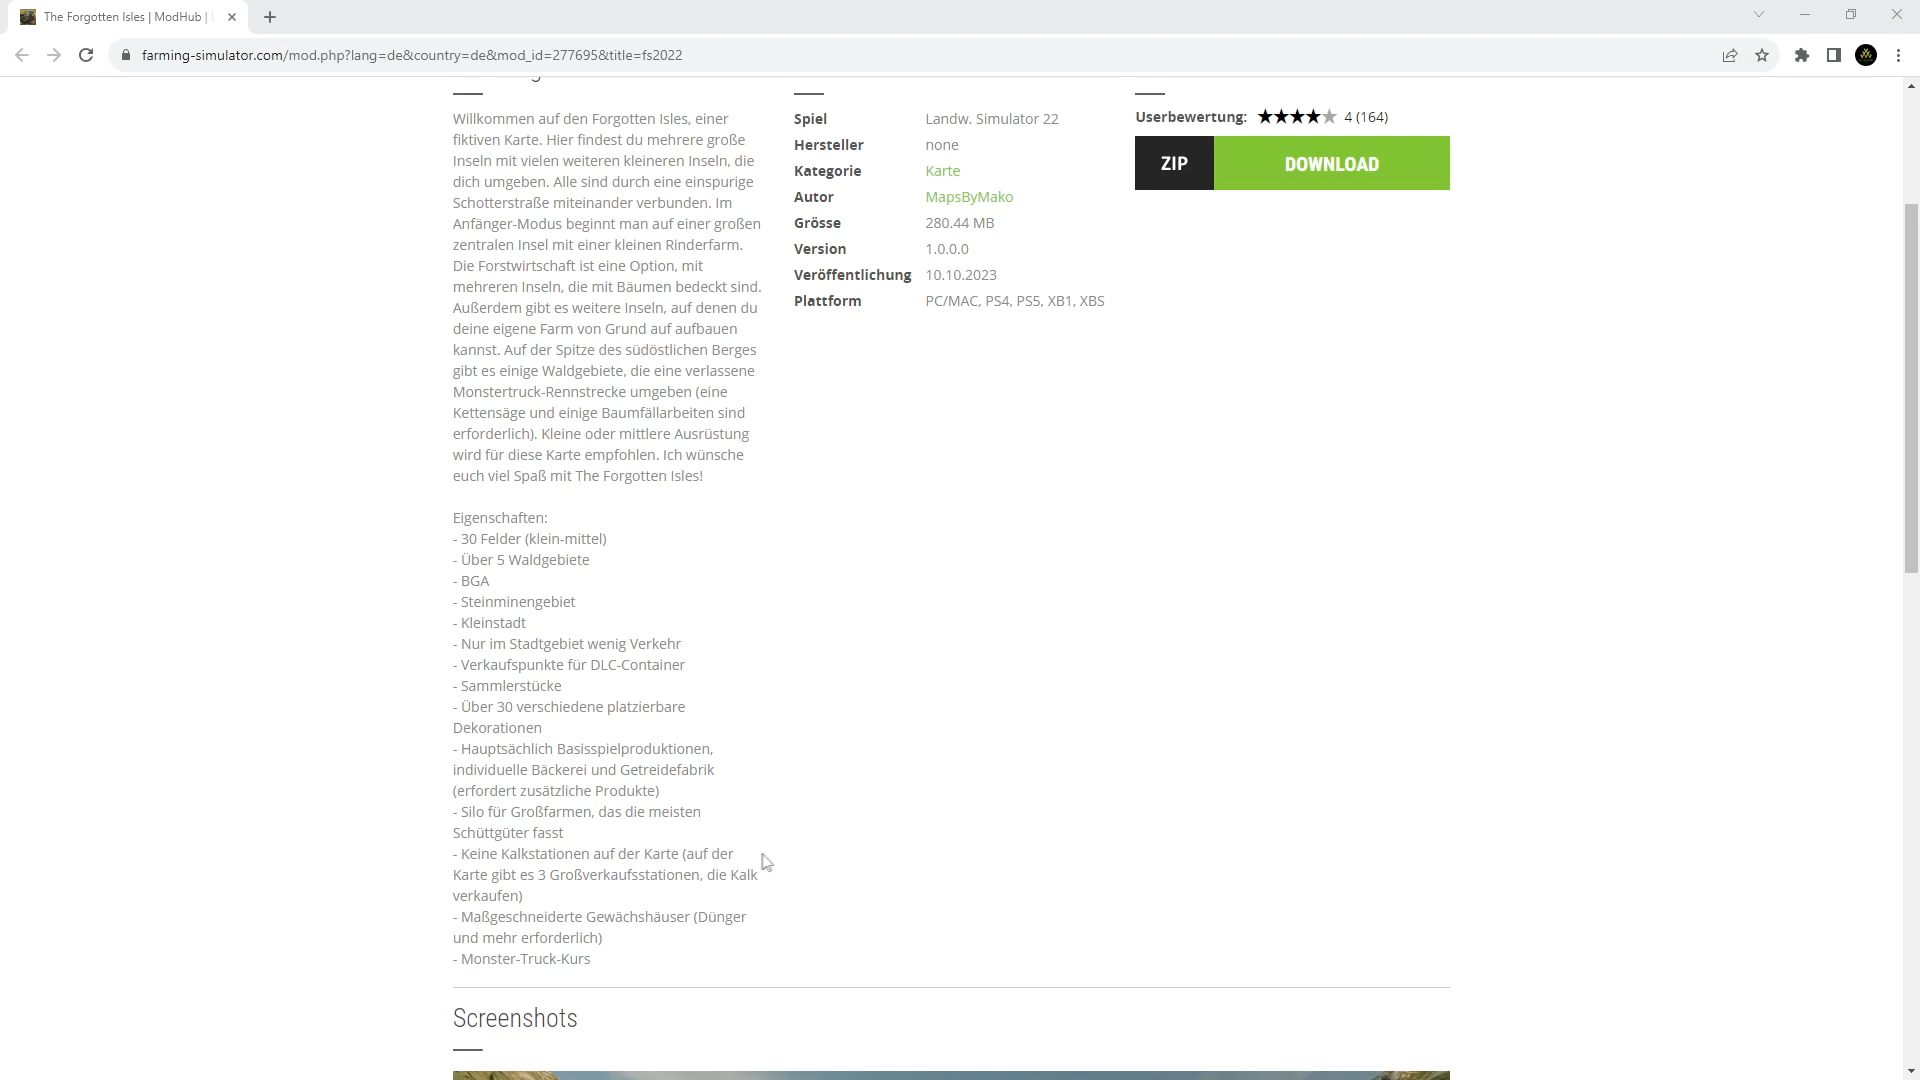 The Forgotten Isles | ModHub |
farming-simulator.com/mod.php?lang=de&country=de&mod_id=277695&title=fs2022
Willkommen auf den Forgotten Isles, einer
fiktiven Karte. Hier findest du mehrere große
Inseln mit vielen weiteren kleineren Inseln, die
dich umgeben. Alle sind durch eine einspurige
Schotterstraße miteinander verbunden. Im
Anfänger-Modus beginnt man auf einer großen
zentralen Insel mit einer kleinen Rinderfarm.
Die Forstwirtschaft ist eine Option, mit
mehreren Inseln, die mit Bäumen bedeckt sind.
Außerdem gibt es weitere Inseln, auf denen du
deine eigene Farm von Grund auf aufbauen
kannst. Auf der Spitze des südöstlichen Berges
gibt es einige Waldgebiete, die eine verlassene
Monstertruck-Rennstrecke umgeben (eine
Kettensäge und einige Baumfällarbeiten sind
erforderlich). Kleine oder mittlere Ausrüstung
wird für diese Karte empfohlen. Ich wünsche
euch viel Spaß mit The Forgotten Isles!
Eigenschaften:
- 30 Felder (klein-mittel)
- Über 5 Waldgebiete
- BGA
- Steinminengebiet
- Kleinstadt
- Nur im Stadtgebiet wenig Verkehr
- Verkaufspunkte für DLC-Container
- Sammlerstücke
- Über 30 verschiedene platzierbare
Dekorationen
- Hauptsächlich Basisspielproduktionen,
individuelle Bäckerei und Getreidefabrik
(erfordert zusätzliche Produkte)
- Silo für Großfarmen, das die meisten
Schüttgüter fasst
- Keine Kalkstationen auf der Karte (auf der
Karte gibt es 3 Großverkaufsstationen, die Kalk
verkaufen)
- Maßgeschneiderte Gewächshäuser (Dünger
und mehr erforderlich)
- Monster-Truck-Kurs
Spiel Landw. Simulator 22
Hersteller none
Kategorie Karte
Autor MapsByMako
Grösse 280.44 MB
Version 1.0.0.0
Veröffentlichung 10.10.2023
Plattform PC/MAC, PS4, PS5, XB1, XBS
Userbewertung: 4 (164)
ZIP DOWNLOAD
Screenshots